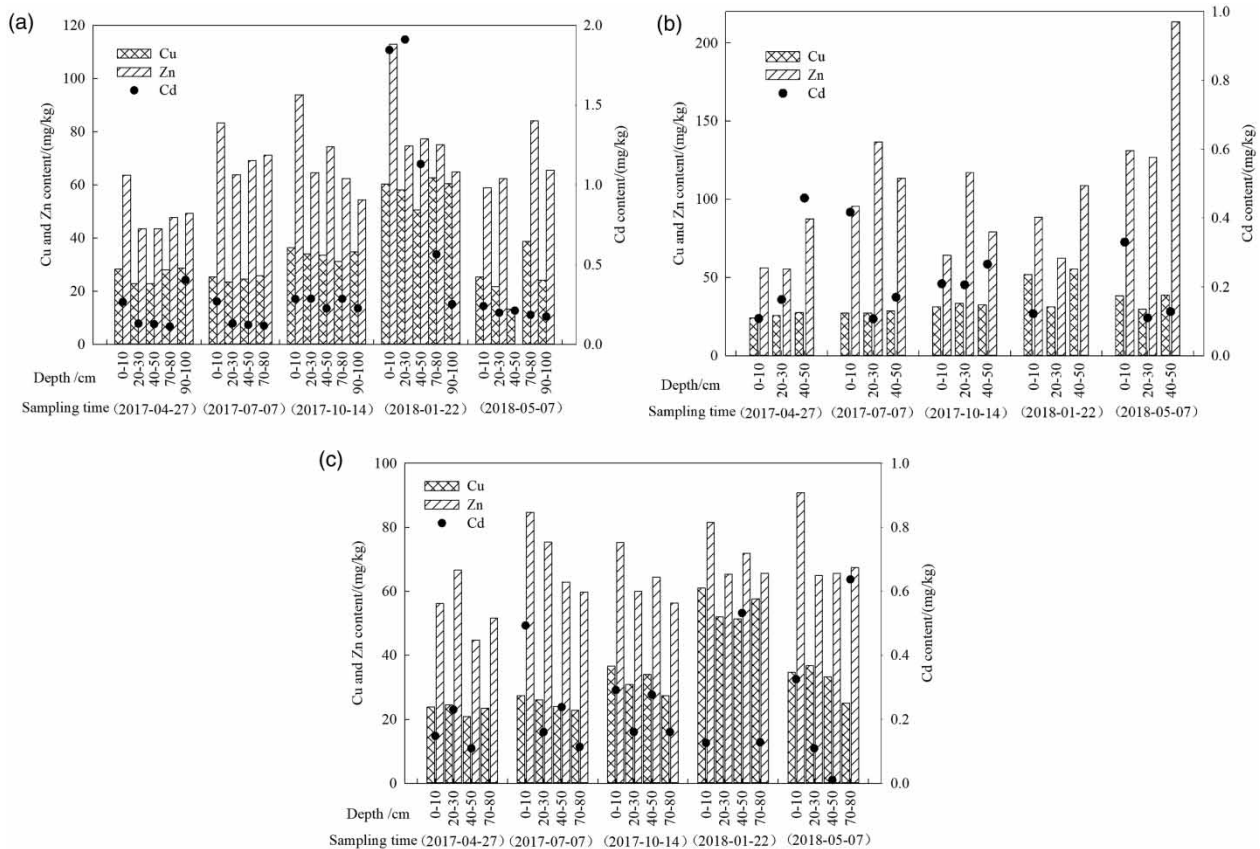 (a)
120
100
80
60
40
20
0
Cu and Zn content/(mg/kg)
Cu
Zn
Cd
2.0
1.5
1.0
0.5
0.0
Cd content/(mg/kg)
Depth /cm
0-10 20-30 40-50 70-80 90-100 0-10 20-30 40-50 70-80 0-10 20-30 40-50 70-80 90-100 0-10 20-30 40-50 70-80 90-100 0-10 20-30 40-50 70-80 90-100
Sampling time (2017-04-27) (2017-07-07) (2017-10-14) (2018-01-22) (2018-05-07)
(b)
200
150
100
50
0
Cu and Zn content/(mg/kg)
Cu
Zn
Cd
1.0
0.8
0.6
0.4
0.2
0.0
Cd content/(mg/kg)
Depth/cm
0-10 20-30 40-50 0-10 20-30 40-50 0-10 20-30 40-50 0-10 20-30 40-50 0-10 20-30 40-50
Sampling time (2017-04-27) (2017-07-07) (2017-10-14) (2018-01-22) (2018-05-07)
(c)
100
80
60
40
20
0
Cu and Zn content/(mg/kg)
Cu
Zn
Cd
1.0
0.8
0.6
0.4
0.2
0.0
Cd content/(mg/kg)
Depth /cm
0-10 20-30 40-50 70-80 0-10 20-30 40-50 70-80 0-10 20-30 40-50 70-80 0-10 20-30 40-50 70-80 0-10 20-30 40-50 70-80
Sampling time (2017-04-27) (2017-07-07) (2017-10-14) (2018-01-22) (2018-05-07)